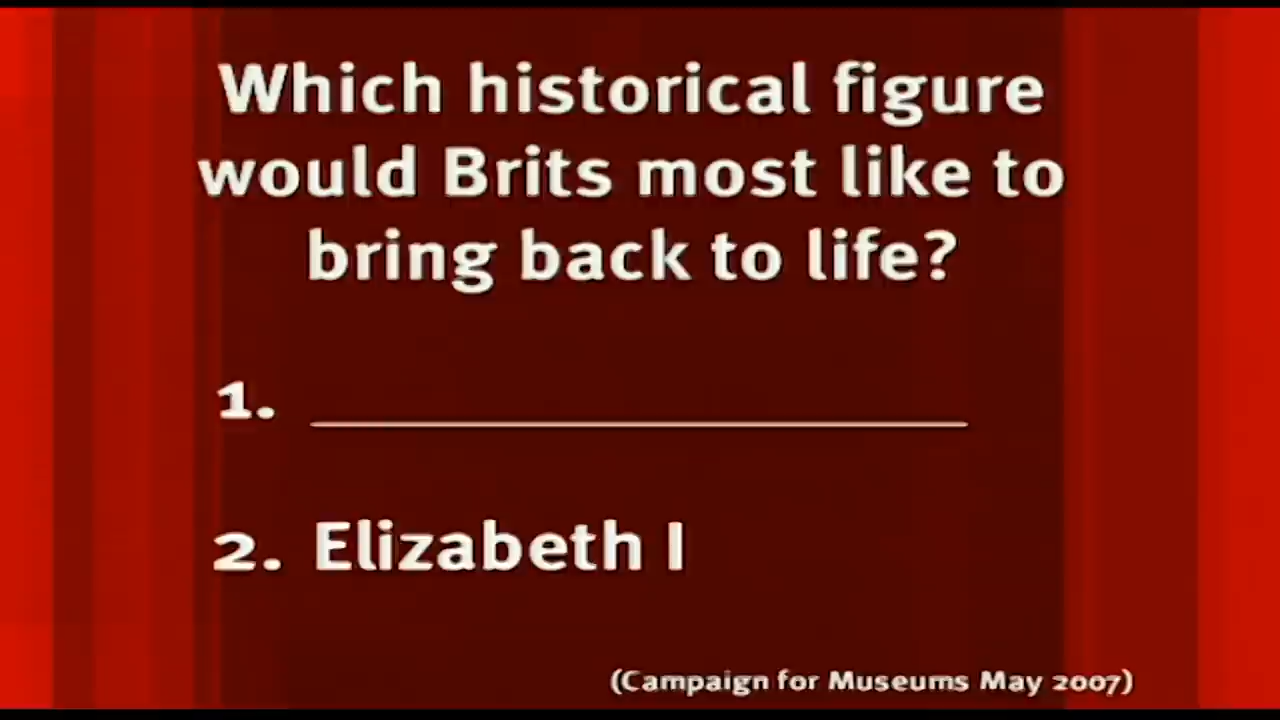 Which historical figure
would Brits most like to
bring back to life?
1.
2. Elizabeth I
(Campaign for Museums May 2007)